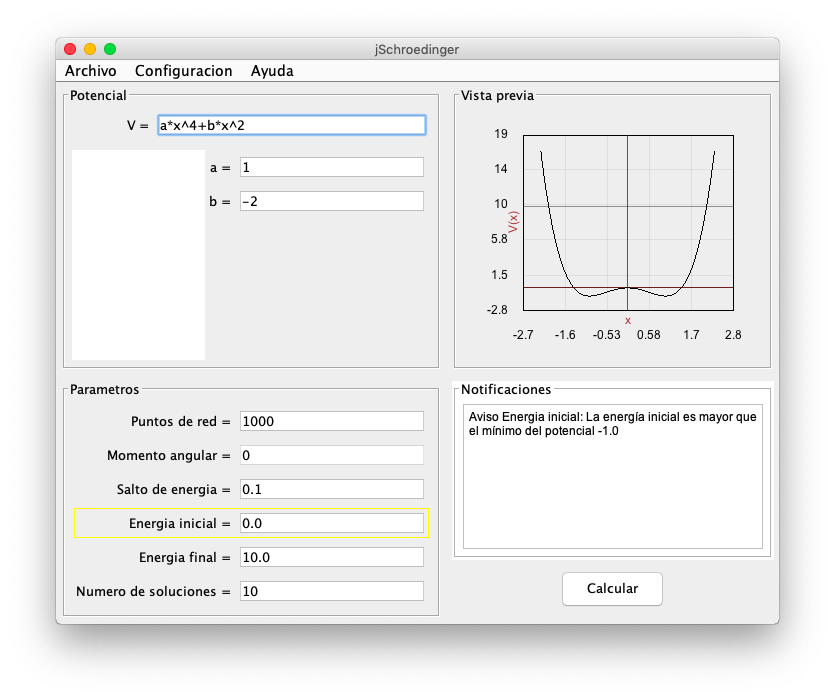 jSchroedinger
Archivo Configuracion Ayuda
Potencial
V = a*x^4+b*x^2
a = 1
b = -2
Vista previa
19
14
10
5.8
1.5
-2.8
V(x)
x
-2.7 -1.6 -0.53 0.58 1.7 2.8
Parametros
Puntos de red = 1000
Momento angular = 0
Salto de energia = 0.1
Energia inicial = 0.0
Energia final = 10.0
Numero de soluciones = 10
Notificaciones
Aviso Energia inicial: La energía inicial es mayor que
el mínimo del potencial -1.0
Calcular